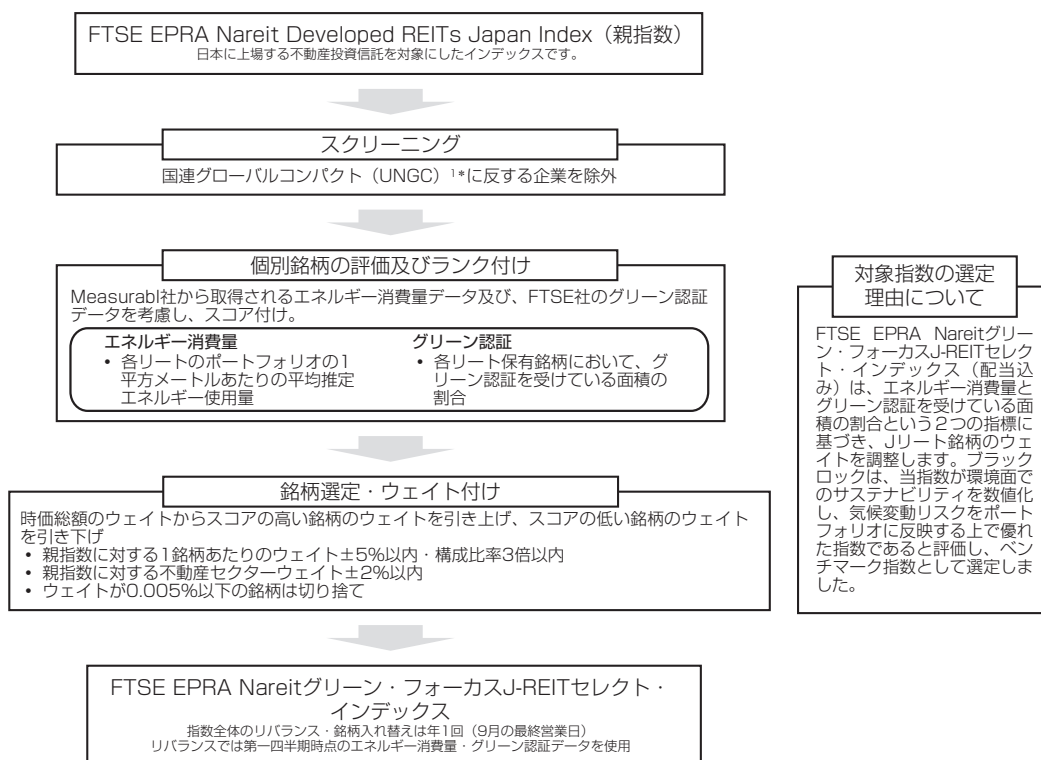 FTSE EPRA Nareit Developed REITs Japan Index（親指数）
日本に上場する不動産投資信託を対象にしたインデックスです。
スクリーニング
国連グローバルコンパクト（UNGC）1*に反する企業を除外
個別銘柄の評価及びランク付け
Measurabl社から取得されるエネルギー消費量データ及び、FTSE社のグリーン認証
データを考慮し、スコア付け。
エネルギー消費量
• 各リートのポートフォリオの1
平方メートルあたりの平均推定
エネルギー使用量
グリーン認証
• 各リート保有銘柄において、グ
リーン認証を受けている面積の
割合
銘柄選定・ウェイト付け
時価総額のウェイトからスコアの高い銘柄のウェイトを引き上げ、スコアの低い銘柄のウェイト
を引き下げ
• 親指数に対する1銘柄あたりのウェイト±5%以内・構成比率3倍以内
• 親指数に対する不動産セクターウェイト±2%以内
• ウェイトが0.005%以下の銘柄は切り捨て
FTSE EPRA Nareitグリーン・フォーカスJ-REITセレクト・
インデックス
指数全体のリバランス・銘柄入れ替えは年1回（9月の最終営業日）
リバランスでは第一四半期時点のエネルギー消費量・グリーン認証データを使用
対象指数の選定
理由について
FTSE EPRA Nareitグリー
ン・フォーカスJ-REITセレク
ト・インデックス（配当込
み）は、エネルギー消費量と
グリーン認証を受けている面
積の割合という2つの指標に
基づき、Jリート銘柄のウェ
イトを調整します。ブラック
ロックは、当指数が環境面で
のサステナビリティを数値化
し、気候変動リスクをポート
フォリオに反映する上で優れ
た指数であると評価し、ベン
チマーク指数として選定しま
した。